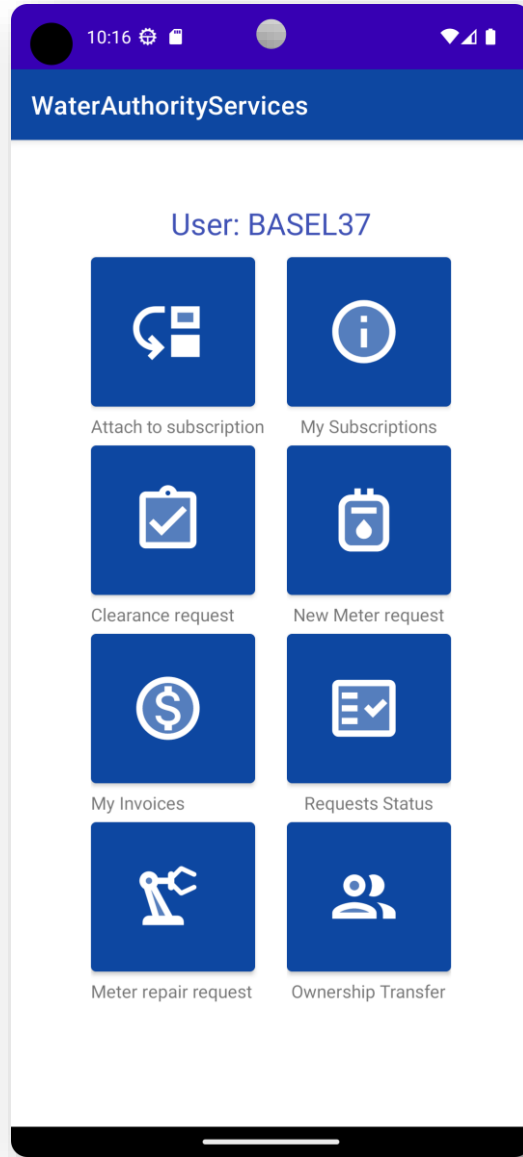 10:16
WaterAuthorityServices
User: BASEL37
Attach to subscription My Subscriptions
Clearance request New Meter request
My Invoices Requests Status
Meter repair request Ownership Transfer